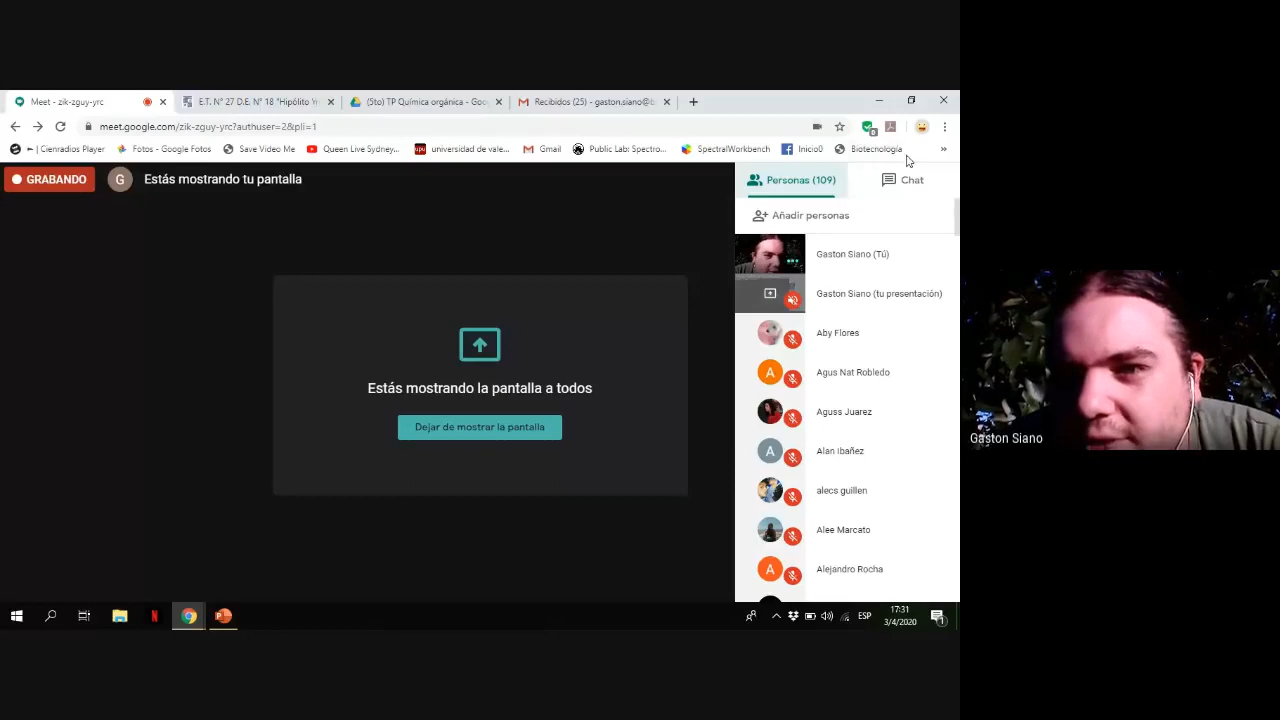 Meet - zik-zguy-yrc
E.T. N° 27 D.E. N° 18 "Hipólito Yr
(5to) TP Química orgánica - Goo
Recibidos (25) - gaston.siano@b
meet.google.com/zik-zguy-yrc?authuser=2&pli=1
0
Cienradios Player
Fotos - Google Fotos
Save Video Me
Queen Live Sydney...
upv
universidad de vale...
Gmail
Public Lab: Spectro...
SpectralWorkbench
Inicio0
Biotecnología
»
GRABANDO
G
Estás mostrando tu pantalla
Personas (109)
Chat
Añadir personas
Gaston Siano (Tú)
Gaston Siano (tu presentación)
Aby Flores
A
Agus Nat Robledo
Aguss Juarez
A
Alan Ibañez
alecs guillen
Alee Marcato
A
Alejandro Rocha
Estás mostrando la pantalla a todos
Dejar de mostrar la pantalla
Gaston Siano
ESP
17:31
3/4/2020
1